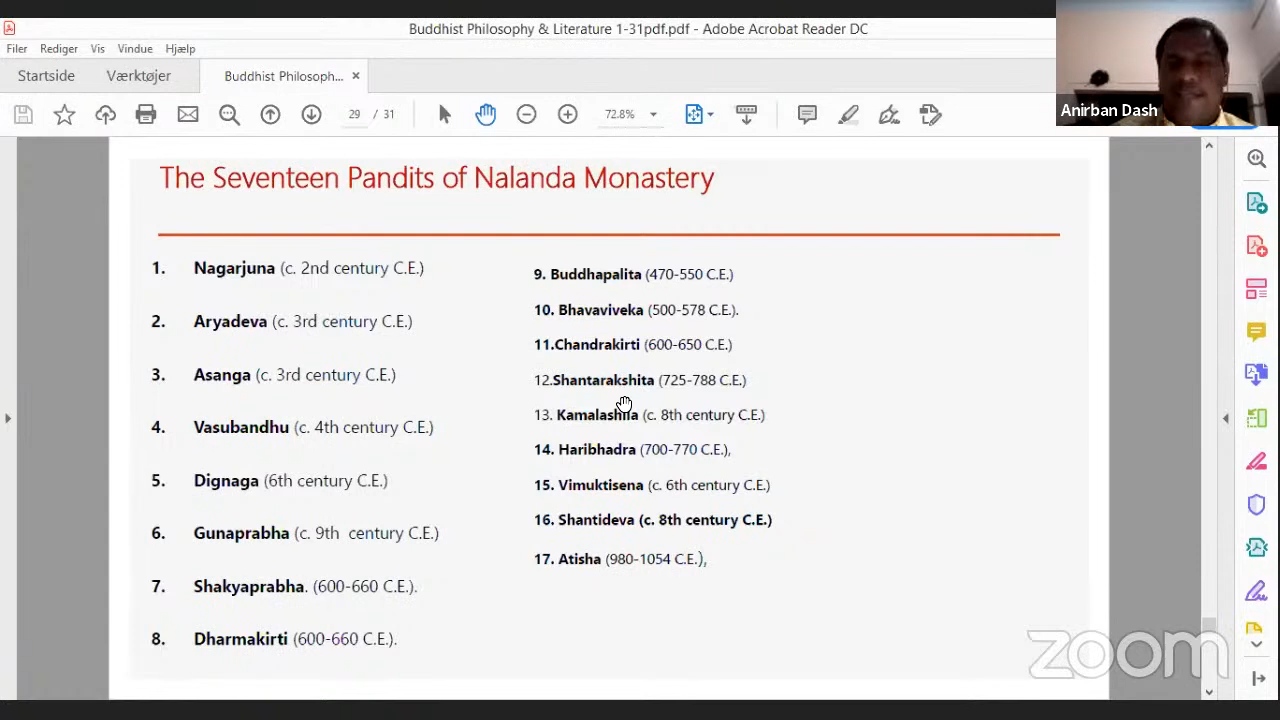 Buddhist Philosophy & Literature 1-31pdf.pdf - Adobe Acrobat Reader DC
Filer Rediger Vis Vindue Hjælp
Startside Værktøjer Buddhist Philosoph... ×
29 / 31 72.8%
Anirban Dash
The Seventeen Pandits of Nalanda Monastery
1. Nagarjuna (c. 2nd century C.E.)
2. Aryadeva (c. 3rd century C.E.)
3. Asanga (c. 3rd century C.E.)
4. Vasubandhu (c. 4th century C.E.)
5. Dignaga (6th century C.E.)
6. Gunaprabha (c. 9th century C.E.)
7. Shakyaprabha. (600-660 C.E.).
8. Dharmakirti (600-660 C.E.).
9. Buddhapalita (470-550 C.E.)
10. Bhavaviveka (500-578 C.E.).
11.Chandrakirti (600-650 C.E.)
12.Shantarakshita (725-788 C.E.)
13. Kamalashila (c. 8th century C.E.)
14. Haribhadra (700-770 C.E.),
15. Vimuktisena (c. 6th century C.E.)
16. Shantideva (c. 8th century C.E.)
17. Atisha (980-1054 C.E.),
zoom